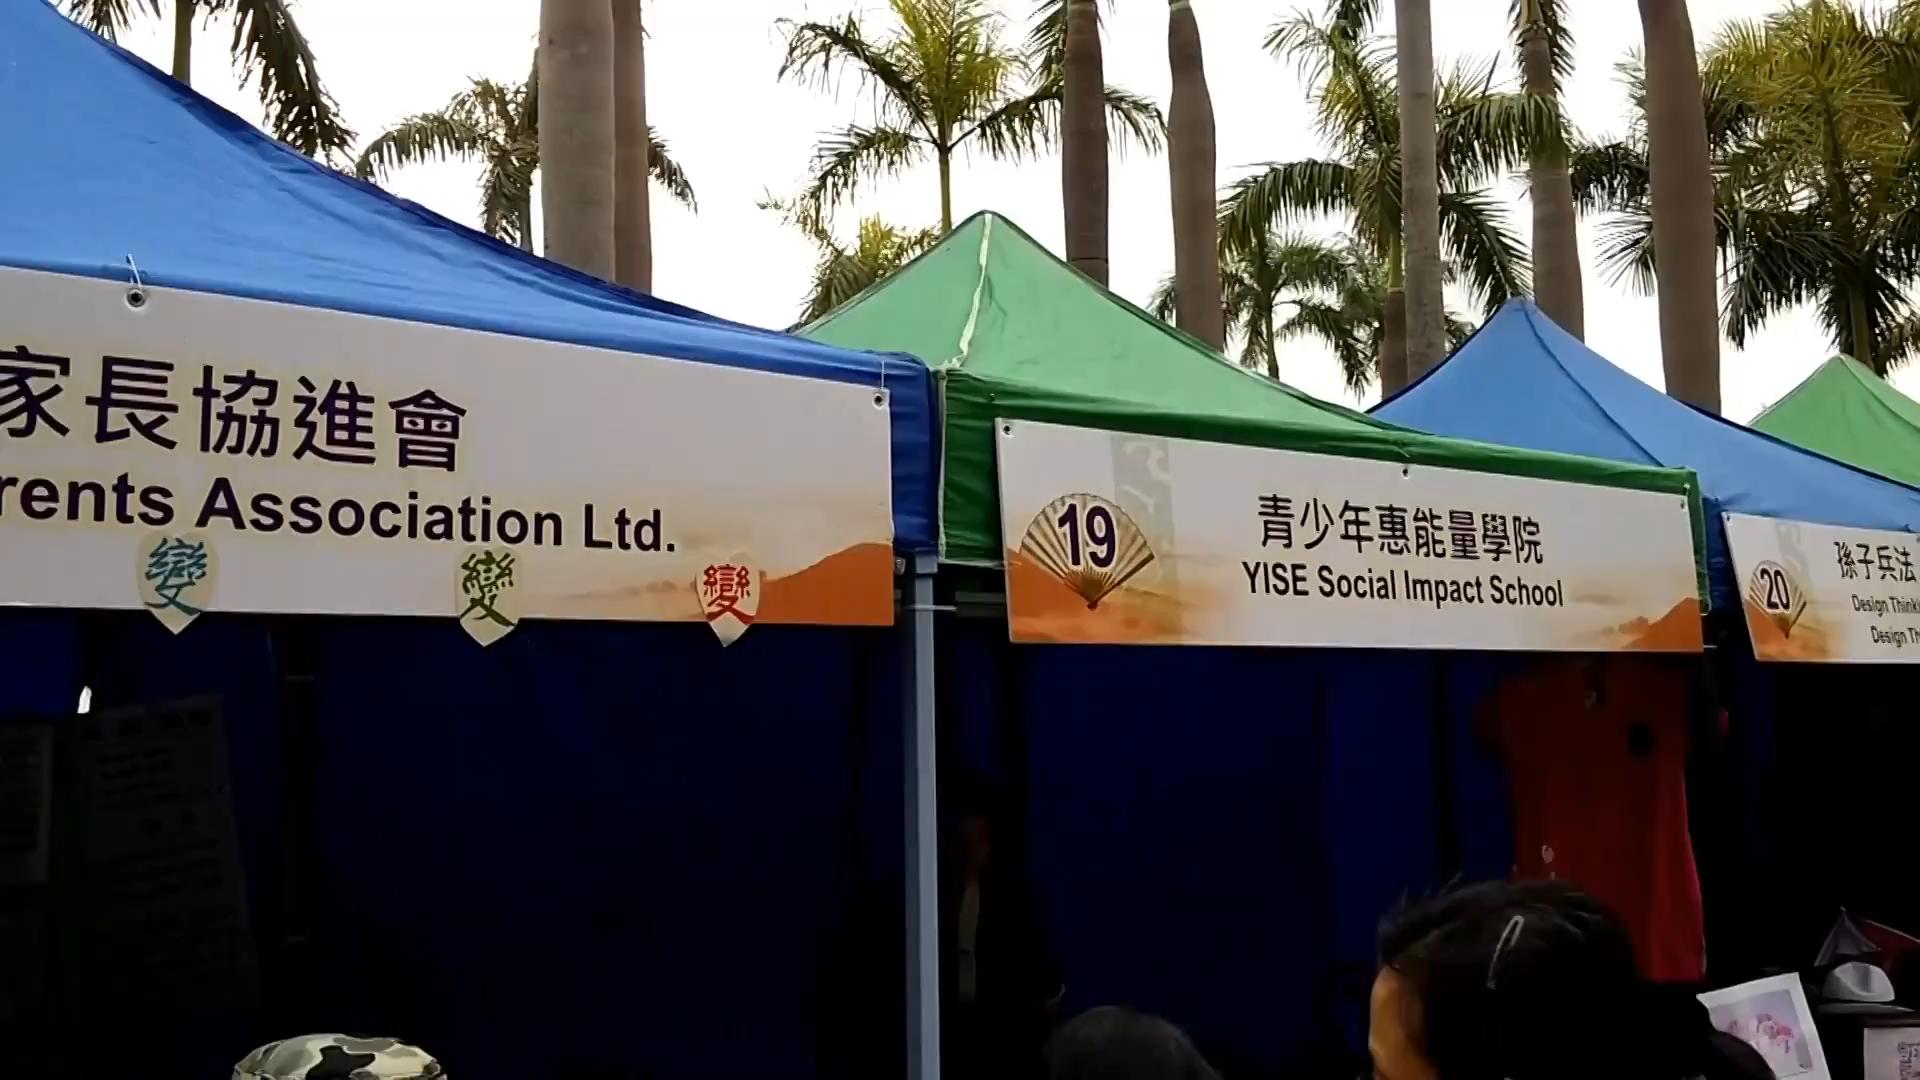 家長協進會
rents Association Ltd.
變 變 變
19
青少年惠能量學院
YISE Social Impact School
20
孫子兵法
Design Think
Design Th